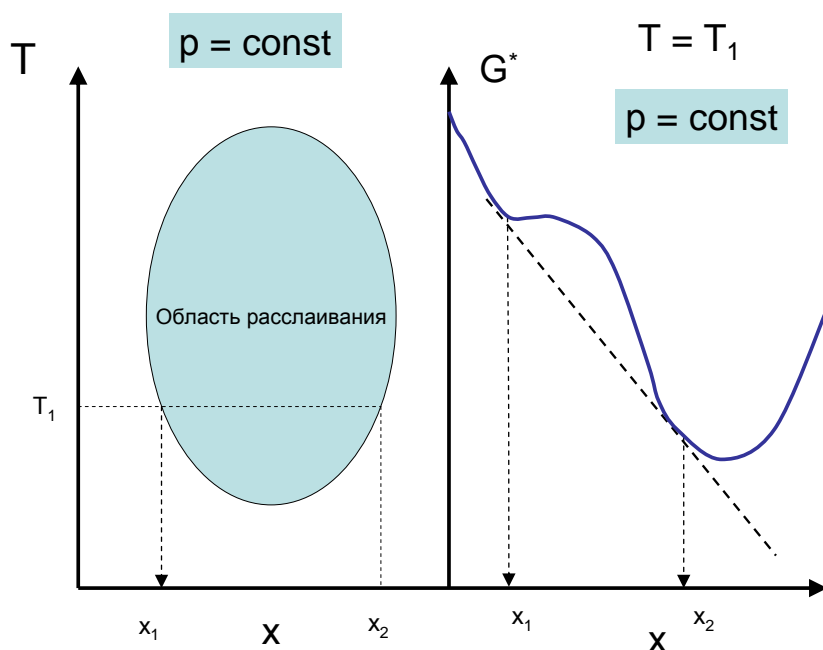 p = const
T
Область расслаивания
T₁
x₁
x
x₂
T = T₁
G*
p = const
x₁
x
x₂